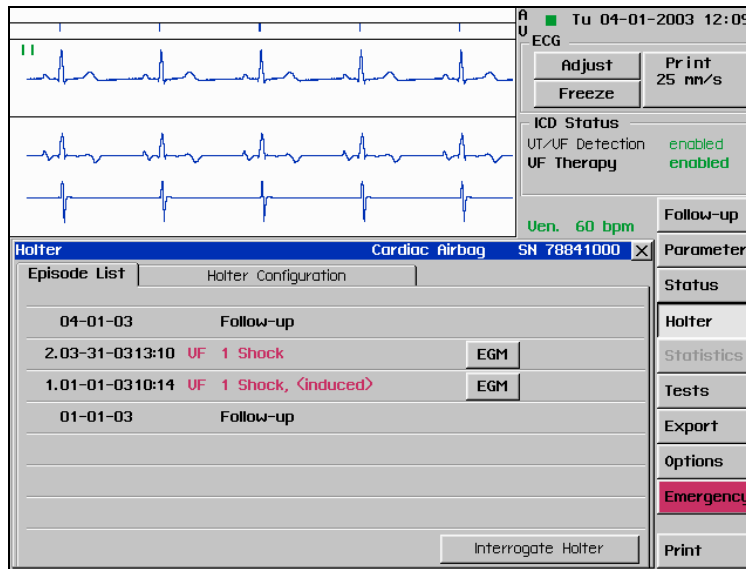 A
V
Tu 04-01-2003 12:09
ECG
Adjust
Freeze
Print
25 mm/s
ICD Status
VT/VF Detection enabled
VF Therapy enabled
Ven. 60 bpm
Holter Cardiac Airbag SN 78841000 X
Episode List Holter Configuration
04-01-03 Follow-up
2.03-31-0313:10 VF 1 Shock EGM
1.01-01-0310:14 VF 1 Shock, (induced) EGM
01-01-03 Follow-up
Interrogate Holter
Follow-up
Parameter
Status
Holter
Statistics
Tests
Export
Options
Emergency
Print